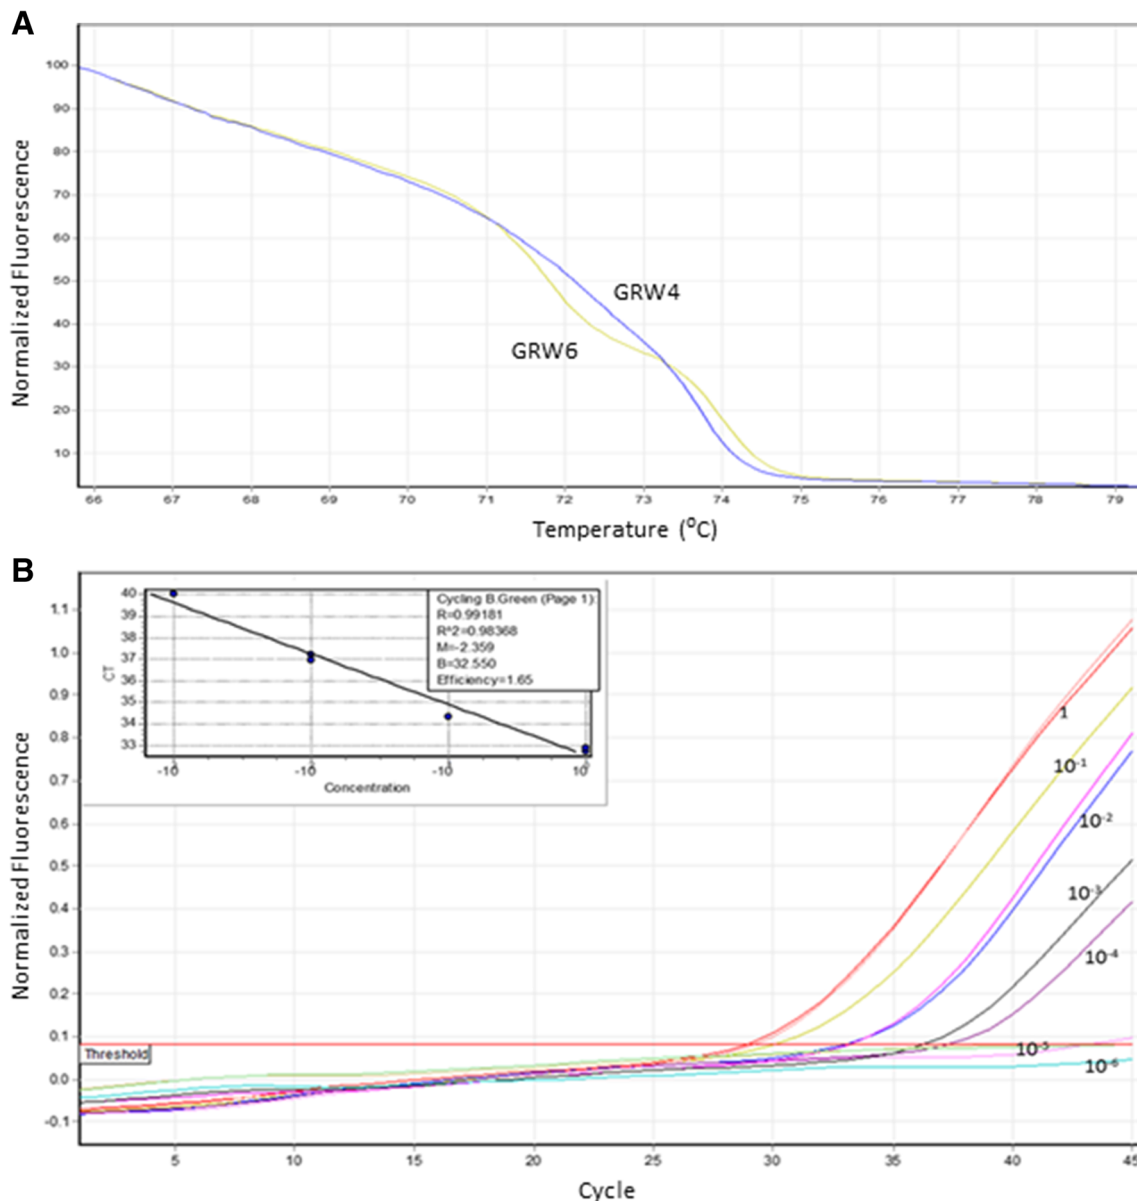 A
Normalized Fluorescence
100
90
80
70
60
50
40
30
20
10
GRW4
GRW6
66 67 68 69 70 71 72 73 74 75 76 77 78 79
Temperature (°C)
B
Normalized Fluorescence
1.1
1.0
0.9
0.8
0.7
0.6
0.5
0.4
0.3
0.2
0.1
0.0
-0.1
CT
40
39
38
37
36
35
34
33
Cycling B.Green (Page 1)
R=0.99181
R^2=0.98368
M=-2.359
B=32.550
Efficiency=1.65
-10 -10 -10 10
Concentration
1
10⁻¹
10⁻²
10⁻³
10⁻⁴
10⁻⁵
10⁻⁶
Threshold
5 10 15 20 25 30 35 40 45
Cycle